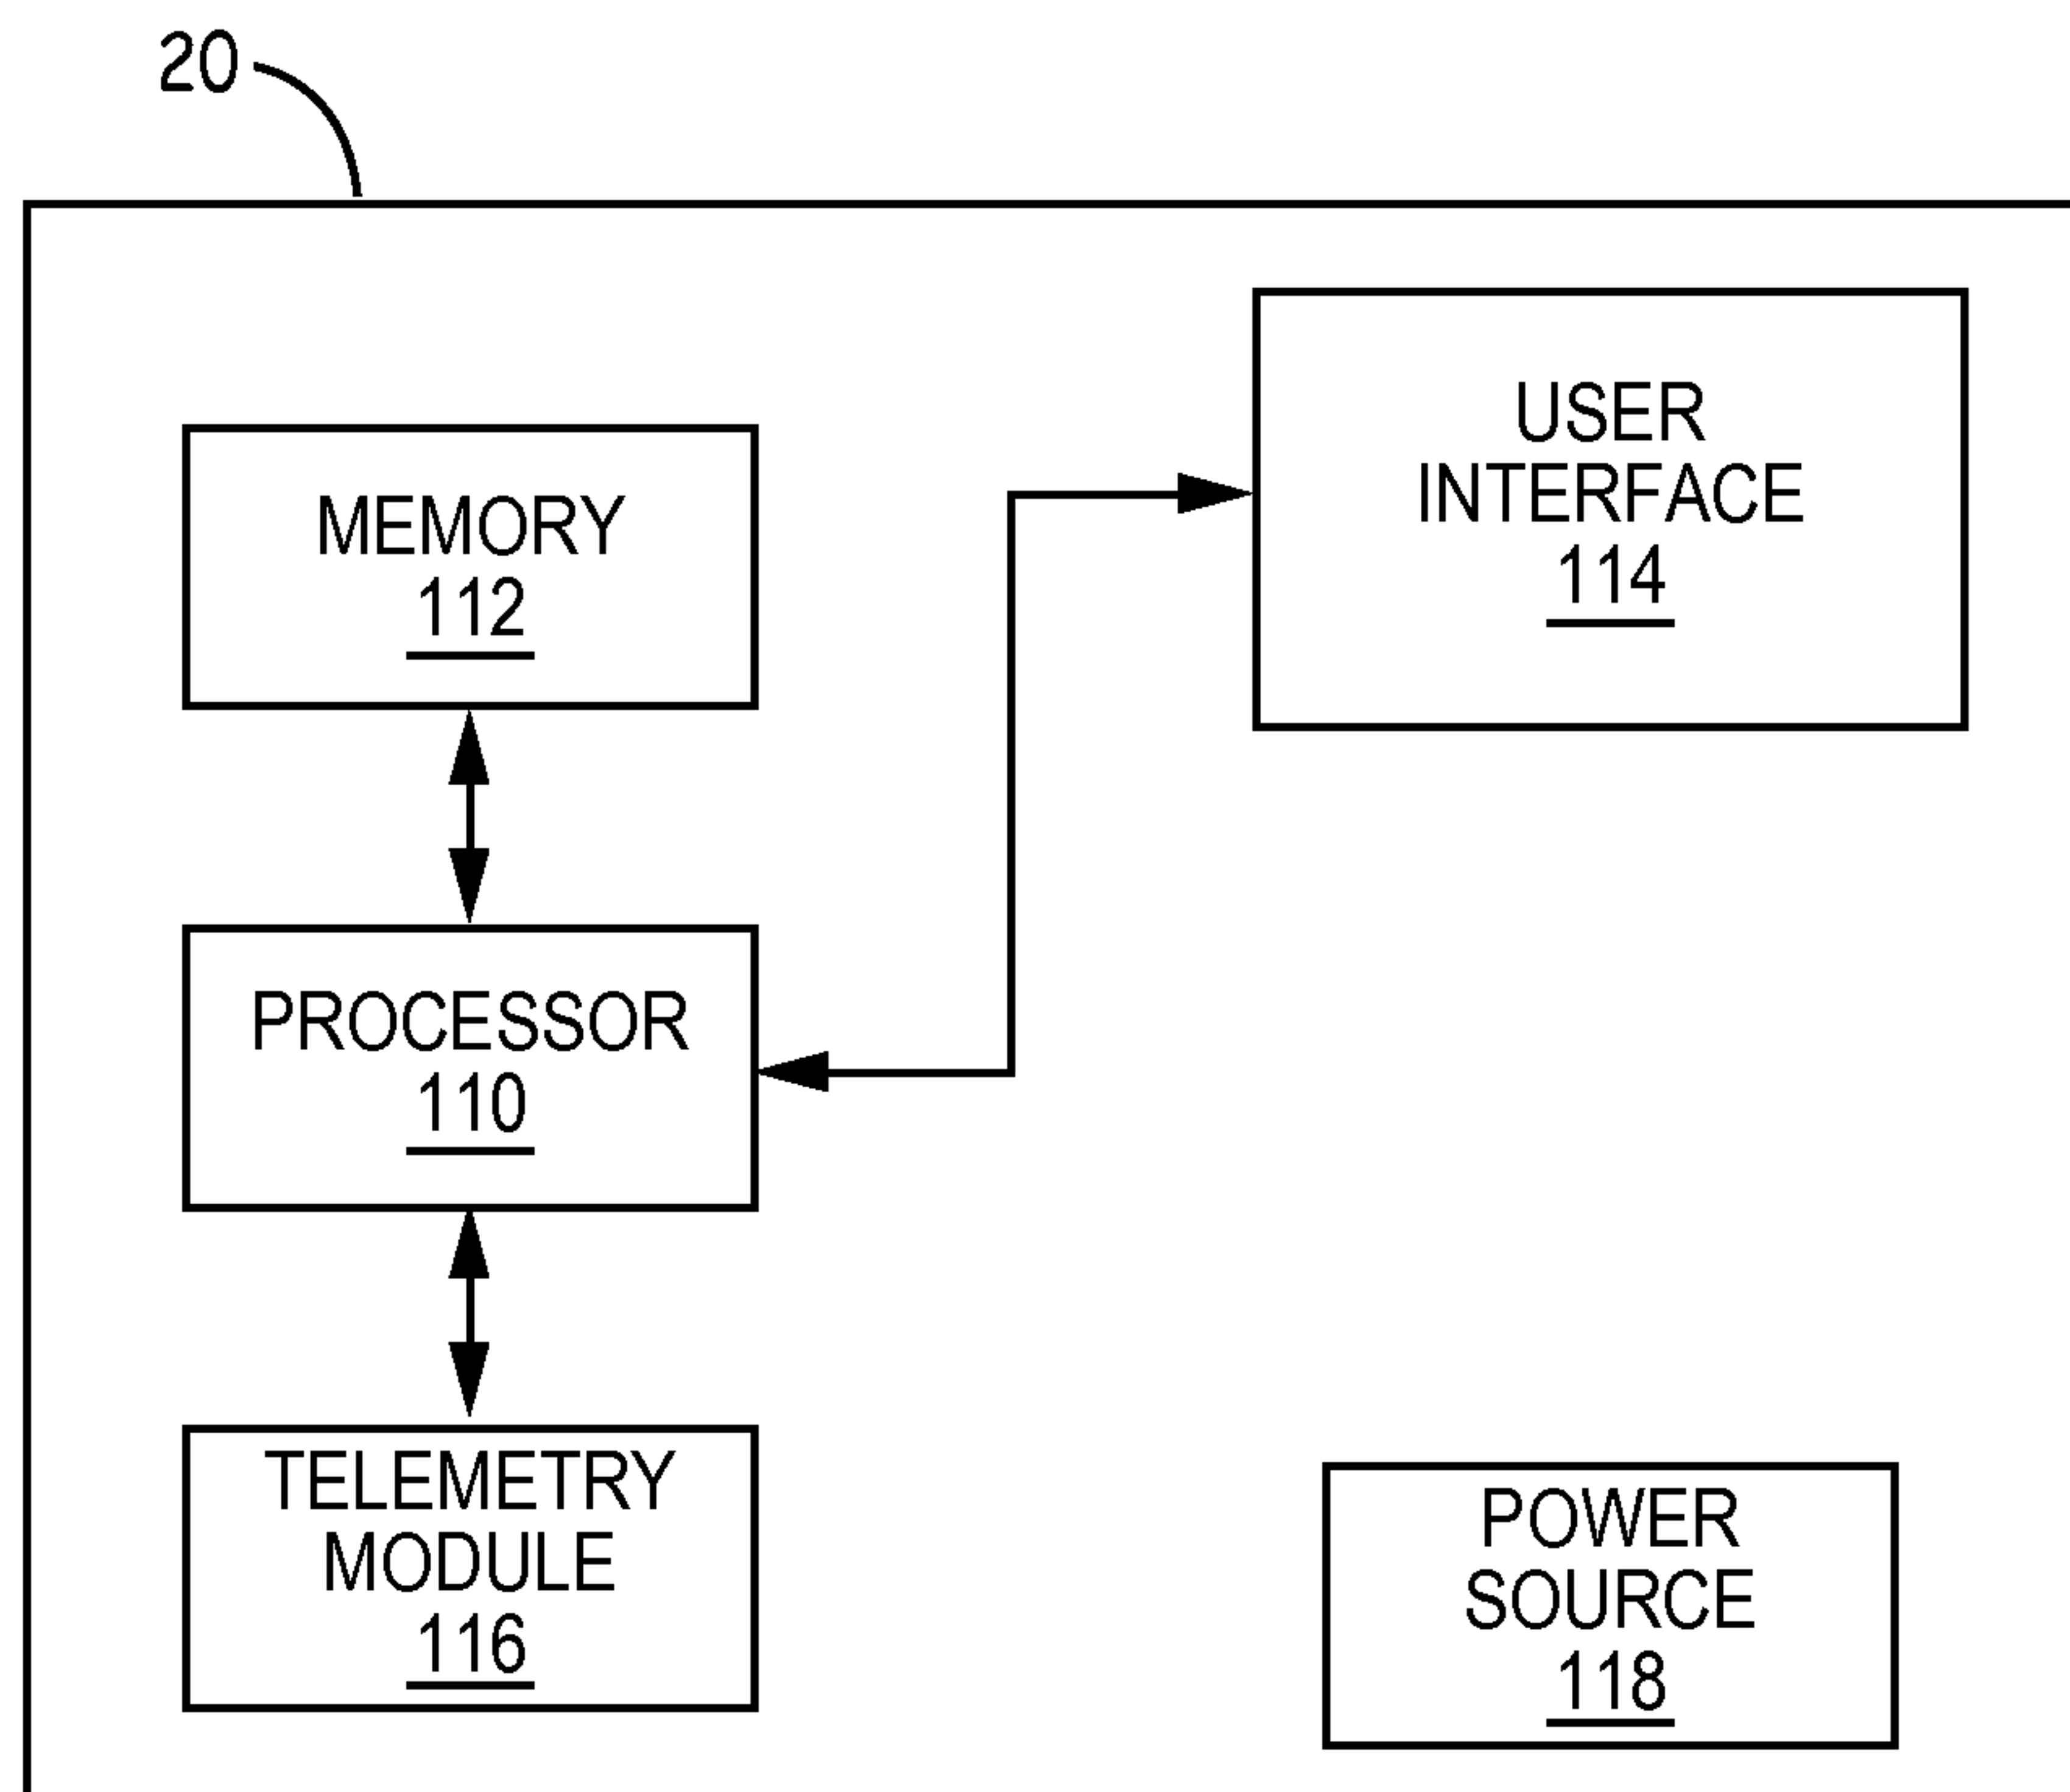 20
USER
INTERFACE
114
MEMORY
112
PROCESSOR
110
TELEMETRY
MODULE
116
POWER
SOURCE
118